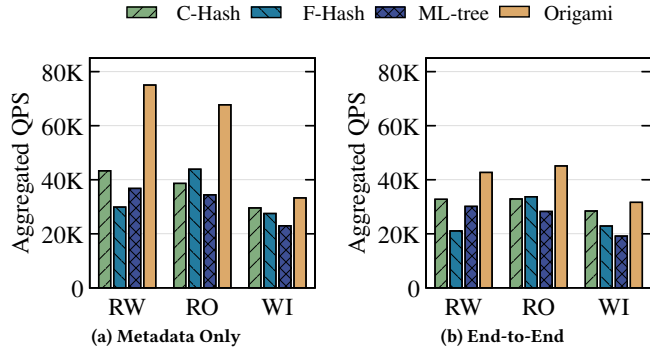 C-Hash F-Hash ML-tree Origami
Aggregated QPS
80K
60K
40K
20K
0
RW RO WI
(a) Metadata Only
Aggregated QPS
80K
60K
40K
20K
0
RW RO WI
(b) End-to-End